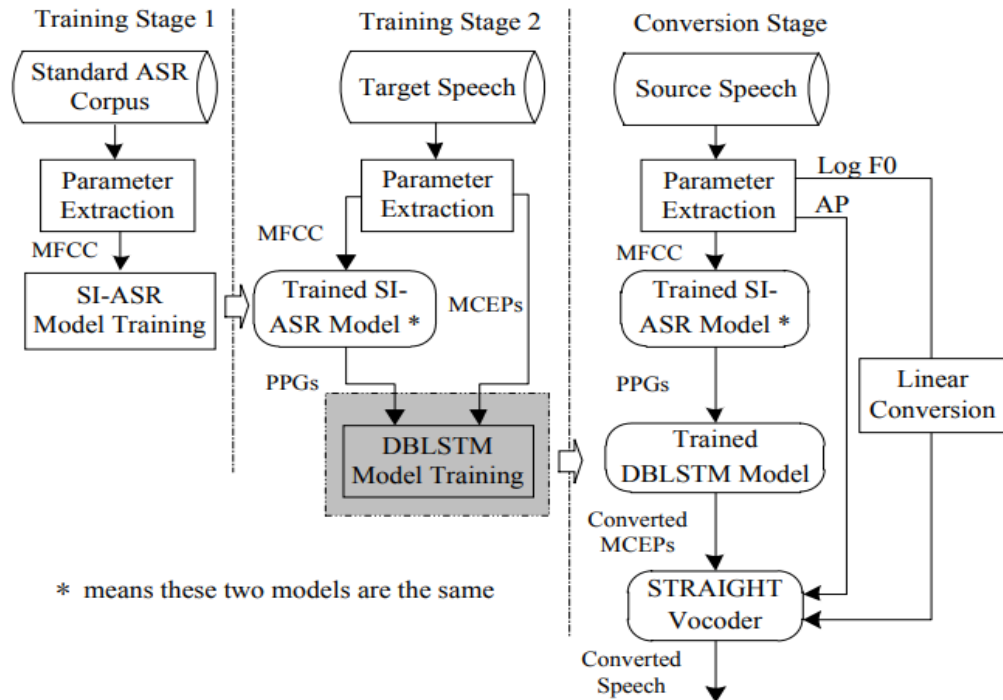 Training Stage 1
Standard ASR
Corpus
Parameter
Extraction
MFCC
SI-ASR
Model Training
Training Stage 2
Target Speech
Parameter
Extraction
MFCC
MCEPs
Trained SI-
ASR Model *
PPGs
DBLSTM
Model Training
Conversion Stage
Source Speech
Parameter
Extraction
Log F0
AP
MFCC
Trained SI-
ASR Model *
PPGs
Linear
Conversion
Trained
DBLSTM Model
Converted
MCEPs
STRAIGHT
Vocoder
Converted
Speech
* means these two models are the same